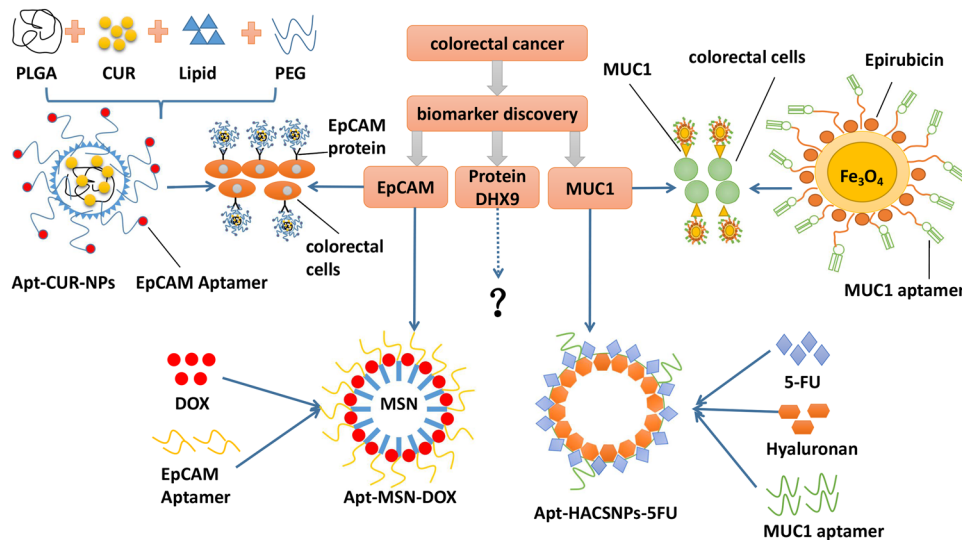 PLGA
CUR
Lipid
PEG
colorectal cancer
biomarker discovery
EpCAM
Protein
DHX9
MUC1
EpCAM
protein
colorectal
cells
Apt-CUR-NPs
EpCAM Aptamer
MUC1
colorectal cells
Epirubicin
Fe₃O₄
MUC1 aptamer
?
DOX
EpCAM
Aptamer
MSN
Apt-MSN-DOX
Apt-HACSNPs-5FU
5-FU
Hyaluronan
MUC1 aptamer